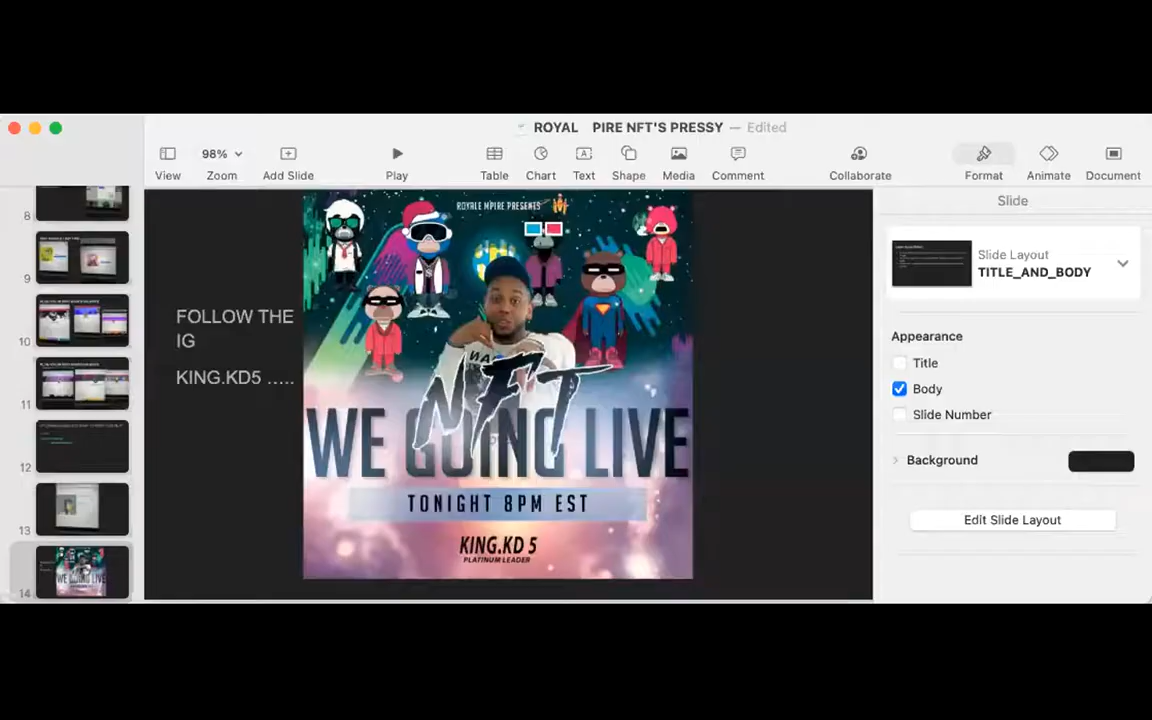 ROYAL PIRE NFT'S PRESSY — Edited
98%
View Zoom Add Slide Play Table Chart Text Shape Media Comment Collaborate Format Animate Document
8
9
10
11
12
13
14
FOLLOW THE
IG
KING.KD5 .....
ROYALE MPIRE PRESENTS
NFT
WE GOING LIVE
TONIGHT 8PM EST
KING.KD 5
PLATINUM LEADER
Slide
Slide Layout
TITLE_AND_BODY
Appearance
Title
Body
Slide Number
Background
Edit Slide Layout